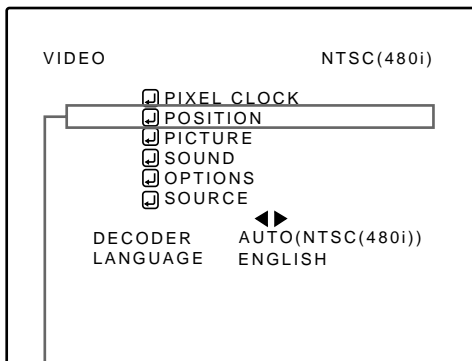 VIDEO NTSC(480i)
PIXEL CLOCK
POSITION
PICTURE
SOUND
OPTIONS
SOURCE
DECODER AUTO(NTSC(480i))
LANGUAGE ENGLISH